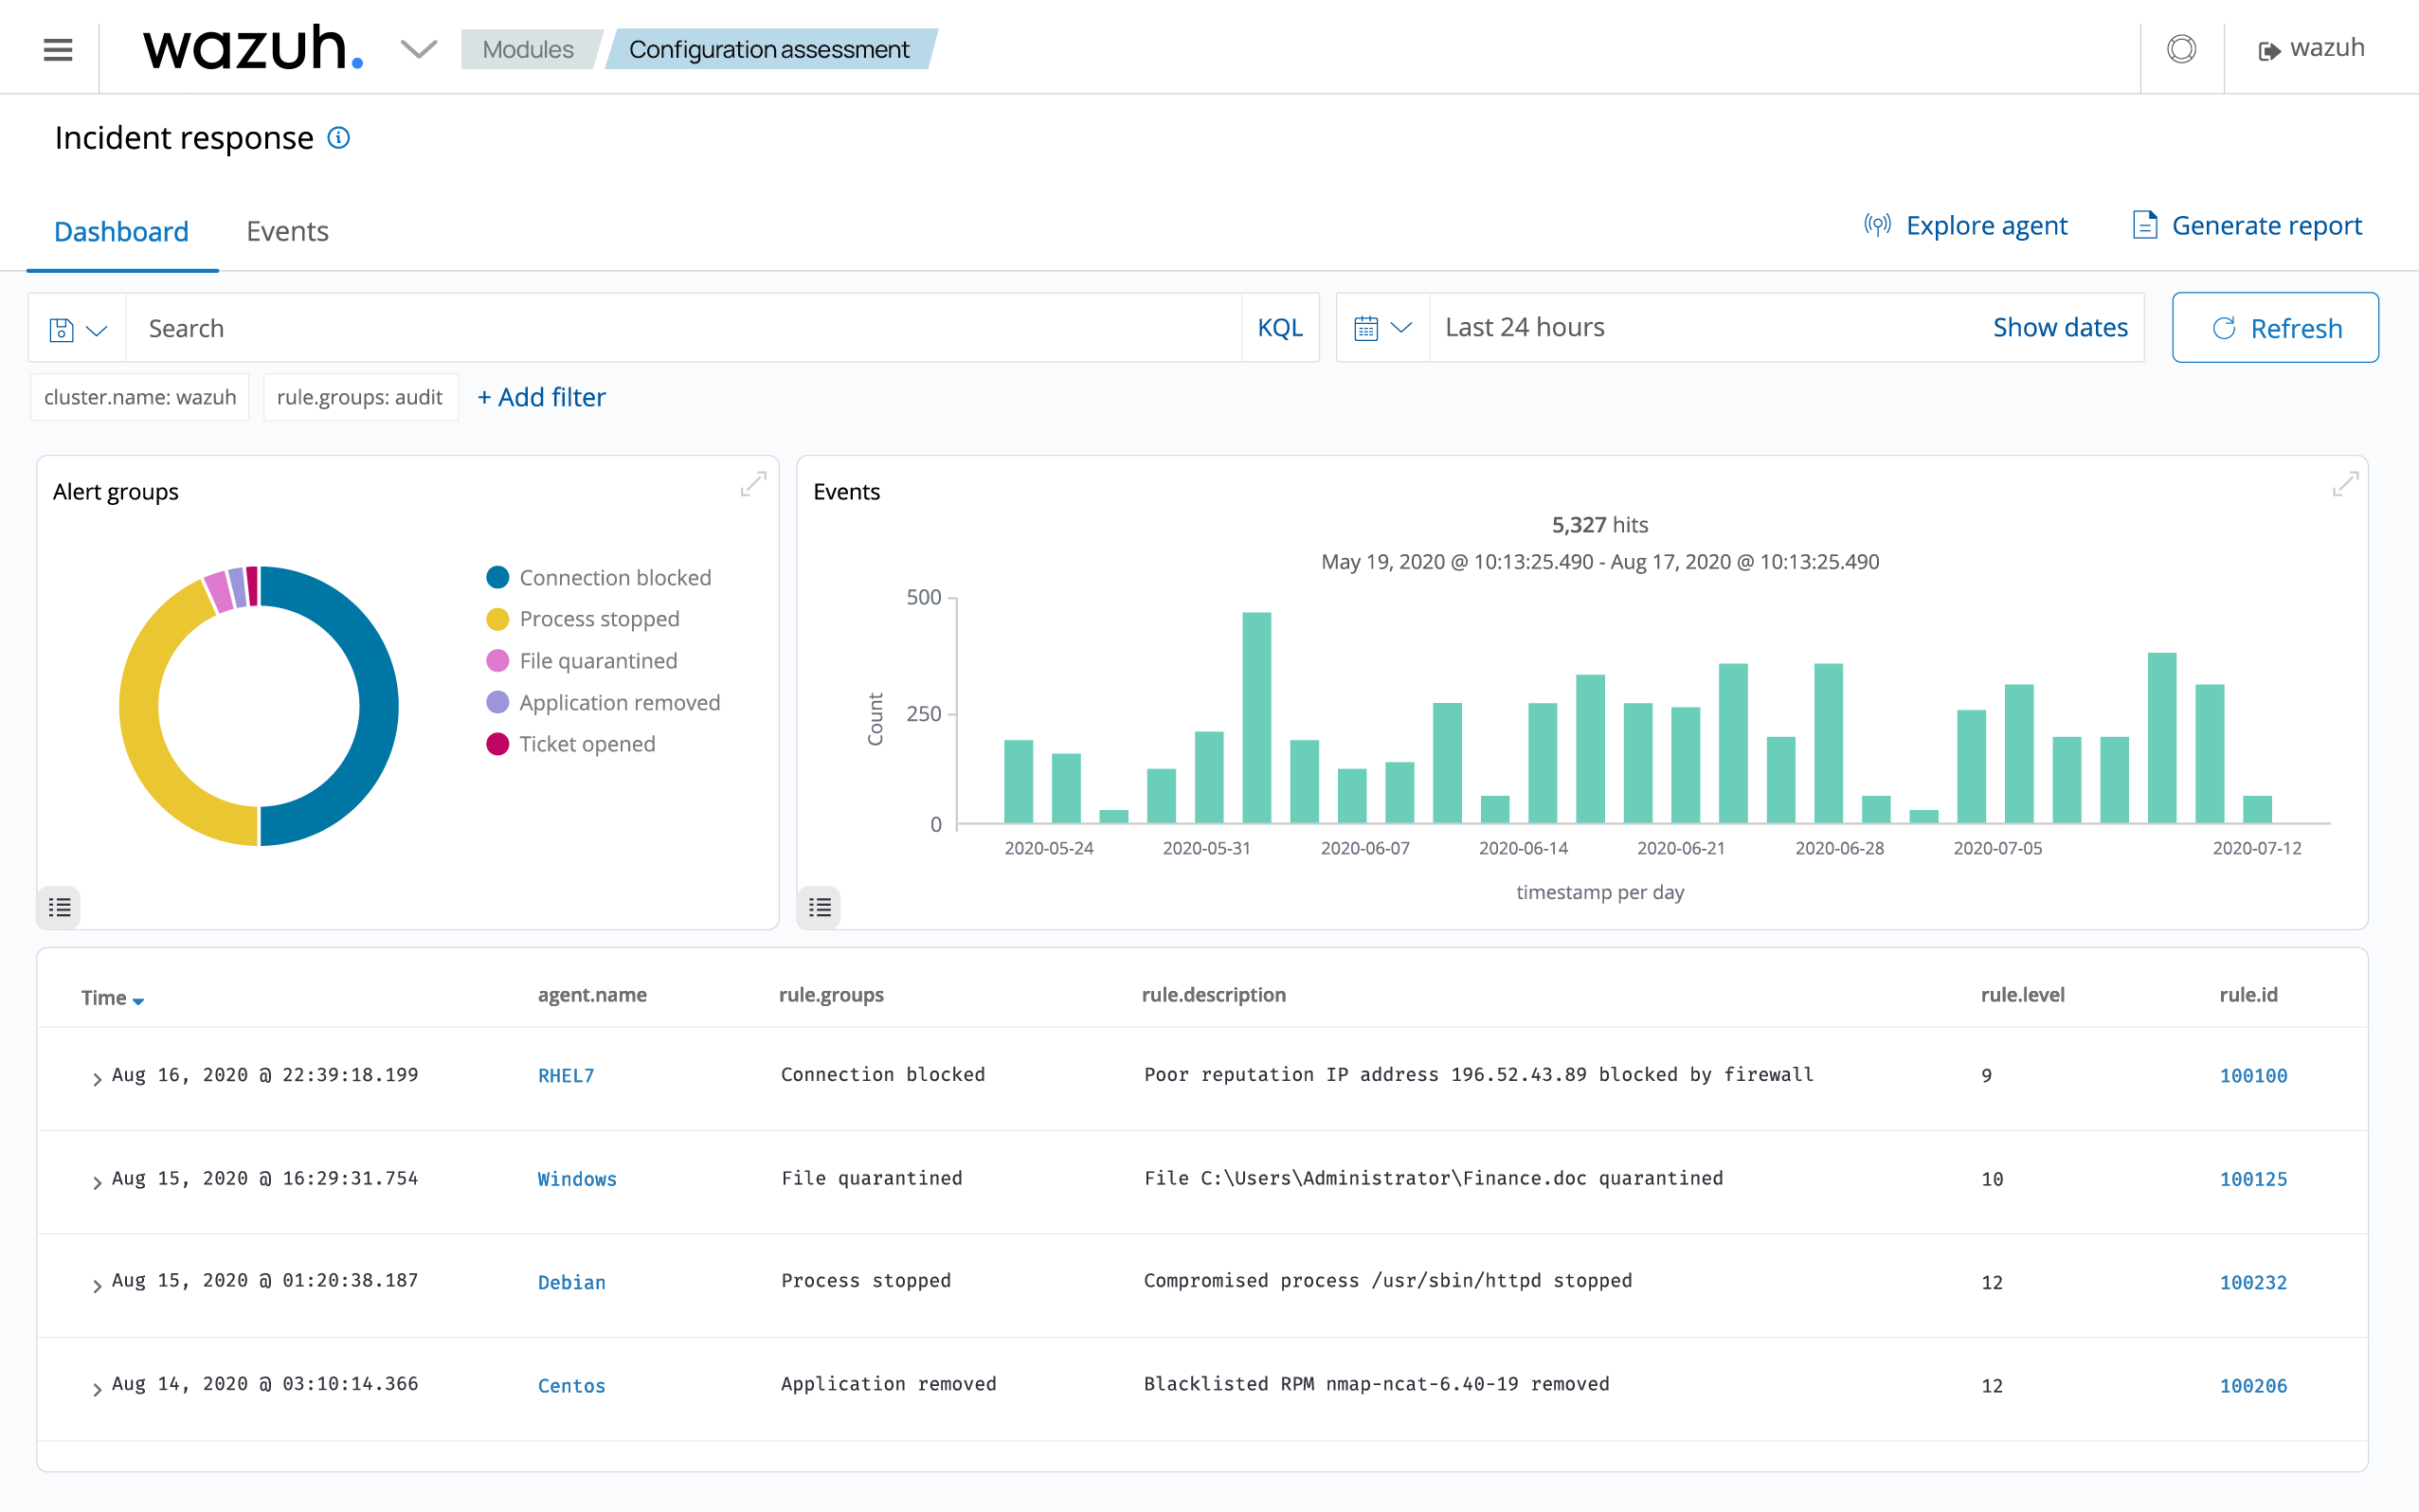 wazuh.
Modules
Configuration assessment
wazuh
Incident response
Dashboard
Events
Explore agent
Generate report
Search
KQL
Last 24 hours
Show dates
Refresh
cluster.name: wazuh
rule.groups: audit
+ Add filter
Alert groups
Connection blocked
Process stopped
File quarantined
Application removed
Ticket opened
Events
5,327 hits
May 19, 2020 @ 10:13:25.490 - Aug 17, 2020 @ 10:13:25.490
500
250
0
Count
2020-05-24 2020-05-31 2020-06-07 2020-06-14 2020-06-21 2020-06-28 2020-07-05 2020-07-12
timestamp per day
Time agent.name rule.groups rule.description rule.level rule.id
Aug 16, 2020 @ 22:39:18.199 RHEL7 Connection blocked Poor reputation IP address 196.52.43.89 blocked by firewall 9 100100
Aug 15, 2020 @ 16:29:31.754 Windows File quarantined File C:\Users\Administrator\Finance.doc quarantined 10 100125
Aug 15, 2020 @ 01:20:38.187 Debian Process stopped Compromised process /usr/sbin/httpd stopped 12 100232
Aug 14, 2020 @ 03:10:14.366 Centos Application removed Blacklisted RPM nmap-ncat-6.40-19 removed 12 100206